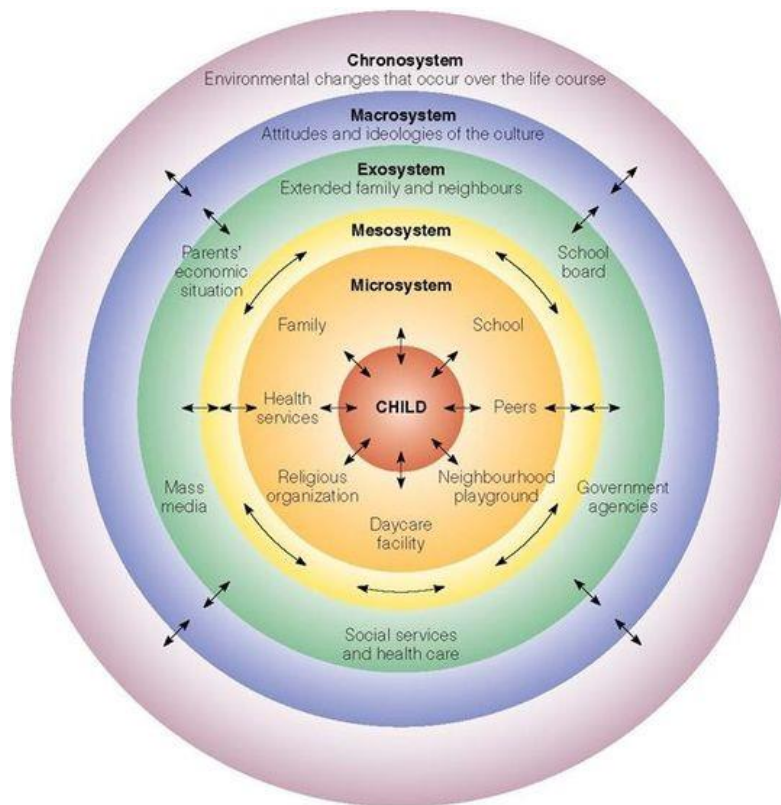 Chronosystem
Environmental changes that occur over the life course
Macrosystem
Attitudes and ideologies of the culture
Exosystem
Extended family and neighbours
Mesosystem
Parents'
economic
situation
School
board
Microsystem
Family
School
Health
services
CHILD
Peers
Religious
organization
Neighbourhood
playground
Mass
media
Government
agencies
Daycare
facility
Social services
and health care